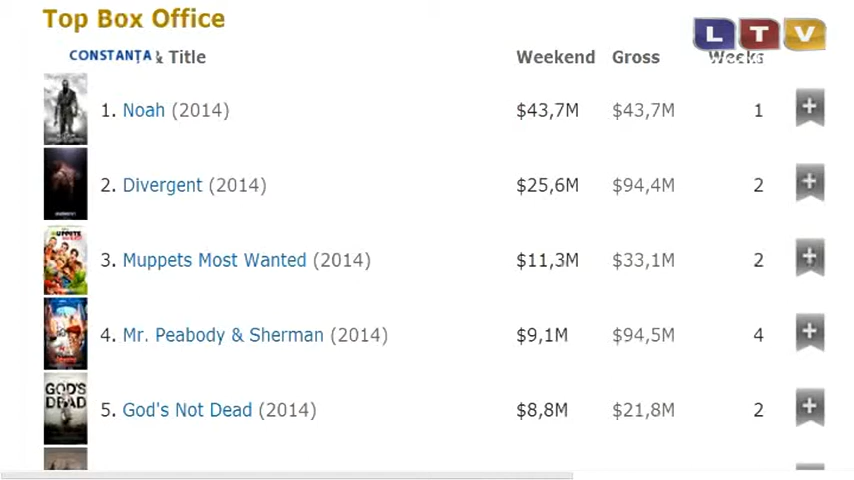 Top Box Office
LTV
CONSTANȚA & Title Weekend Gross Weeks
1. Noah (2014) $43,7M $43,7M 1
2. Divergent (2014) $25,6M $94,4M 2
3. Muppets Most Wanted (2014) $11,3M $33,1M 2
4. Mr. Peabody & Sherman (2014) $9,1M $94,5M 4
GOD'S DEAD
5. God's Not Dead (2014) $8,8M $21,8M 2